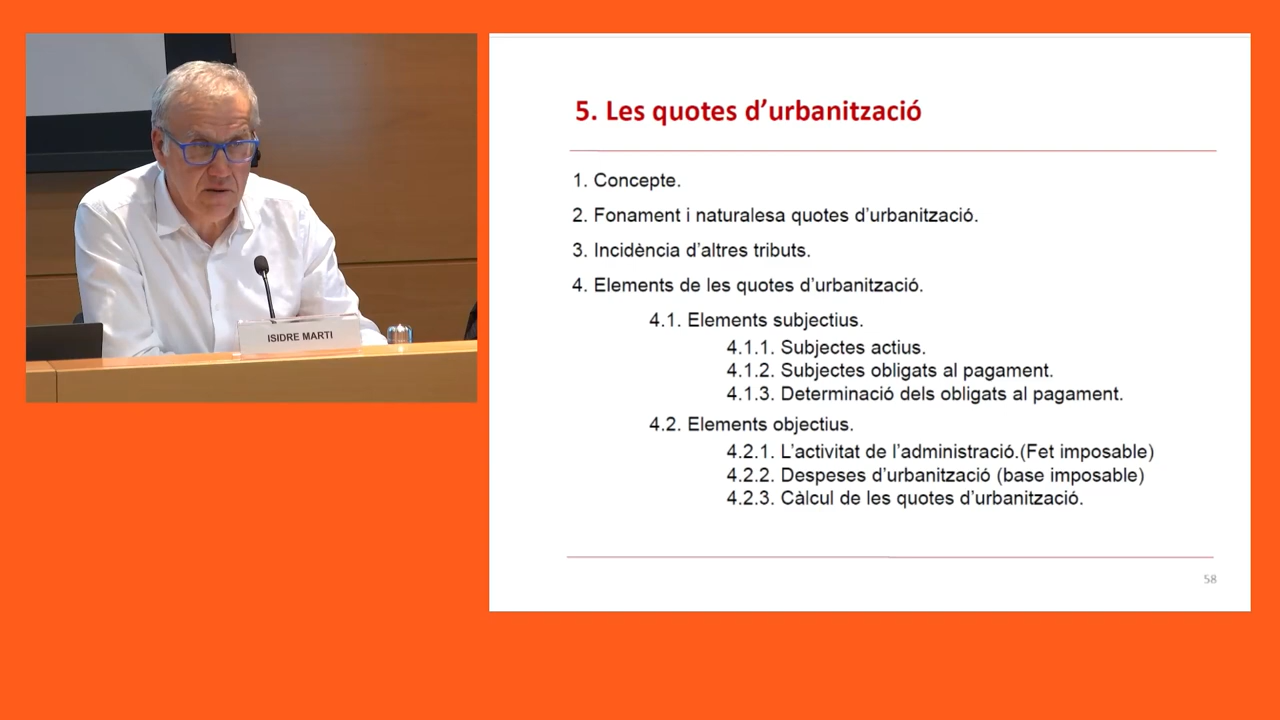 ISIDRE MARTI
5. Les quotes d’urbanització
1. Concepte.
2. Fonament i naturalesa quotes d’urbanització.
3. Incidència d’altres tributs.
4. Elements de les quotes d’urbanització.
4.1. Elements subjectius.
4.1.1. Subjectes actius.
4.1.2. Subjectes obligats al pagament.
4.1.3. Determinació dels obligats al pagament.
4.2. Elements objectius.
4.2.1. L’activitat de l’administració.(Fet imposable)
4.2.2. Despeses d’urbanització (base imposable)
4.2.3. Càlcul de les quotes d’urbanització.
58